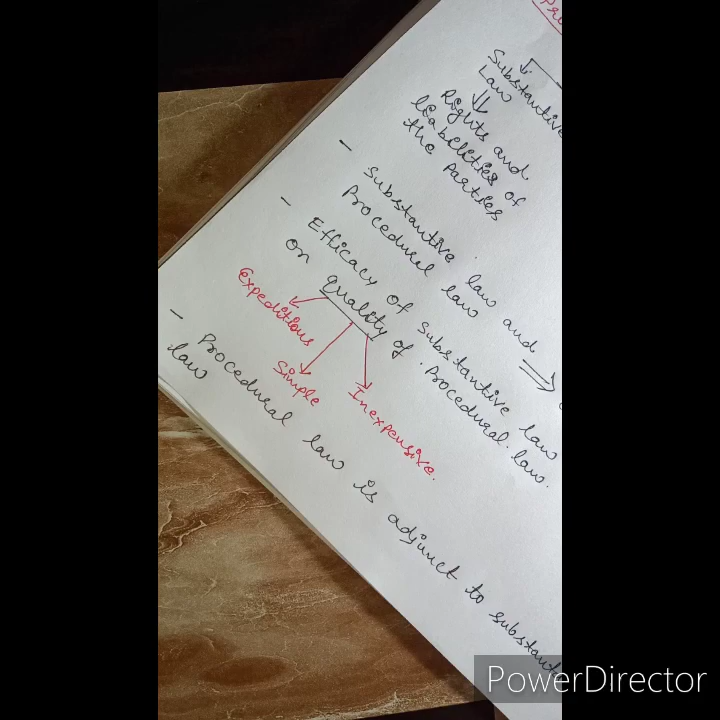 Substantive
Law
Rights and
liabilities of
the Parties
- Substantive law and
Procedural law
- Efficacy of substantive law
on quality of Procedural law.
Expeditious
Simple
Inexpensive.
- Procedural law is adjunct to
law
PowerDirector